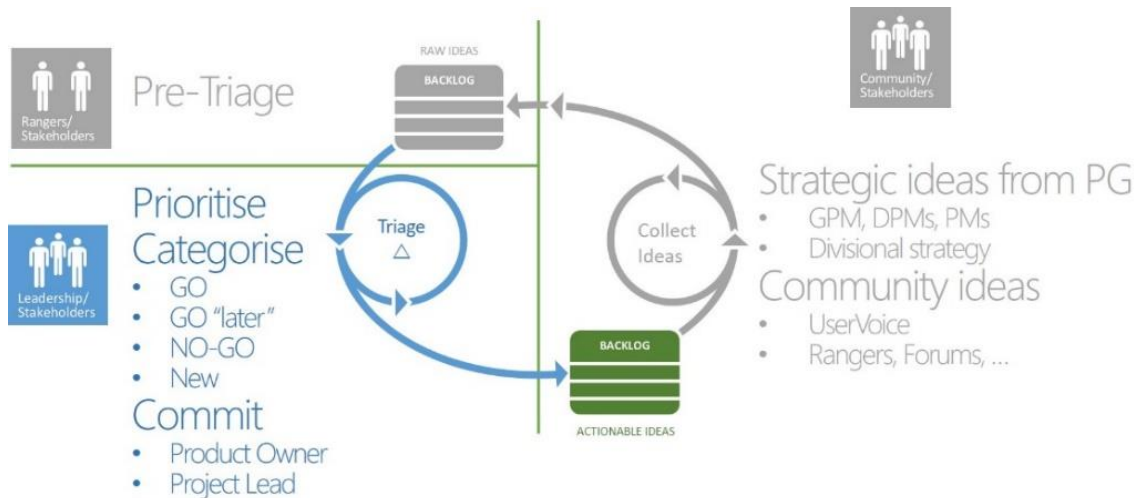 RAW IDEAS
BACKLOG
Rangers/
Stakeholders
Pre-Triage
Community/
Stakeholders
Prioritise
Categorise
• GO
• GO “later”
• NO-GO
• New
Commit
• Product Owner
• Project Lead
Leadership/
Stakeholders
Triage
△
Collect
Ideas
Strategic ideas from PG
• GPM, DPMs, PMs
• Divisional strategy
Community ideas
• UserVoice
• Rangers, Forums, ...
BACKLOG
ACTIONABLE IDEAS